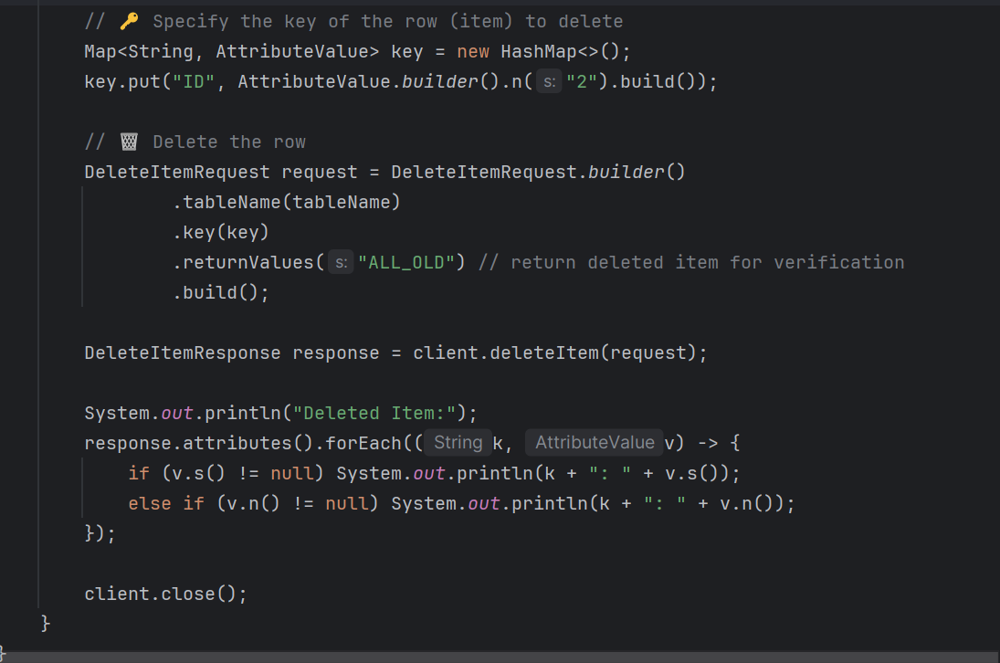 // 🔑 Specify the key of the row (item) to delete
Map<String, AttributeValue> key = new HashMap<>();
key.put("ID", AttributeValue.builder().n( s: "2").build());
// 🗑 Delete the row
DeleteItemRequest request = DeleteItemRequest.builder()
.tableName(tableName)
.key(key)
.returnValues( s: "ALL_OLD") // return deleted item for verification
.build();
DeleteItemResponse response = client.deleteItem(request);
System.out.println("Deleted Item:");
response.attributes().forEach(( String k, AttributeValue v) -> {
if (v.s() != null) System.out.println(k + ": " + v.s());
else if (v.n() != null) System.out.println(k + ": " + v.n());
});
client.close();
}
}